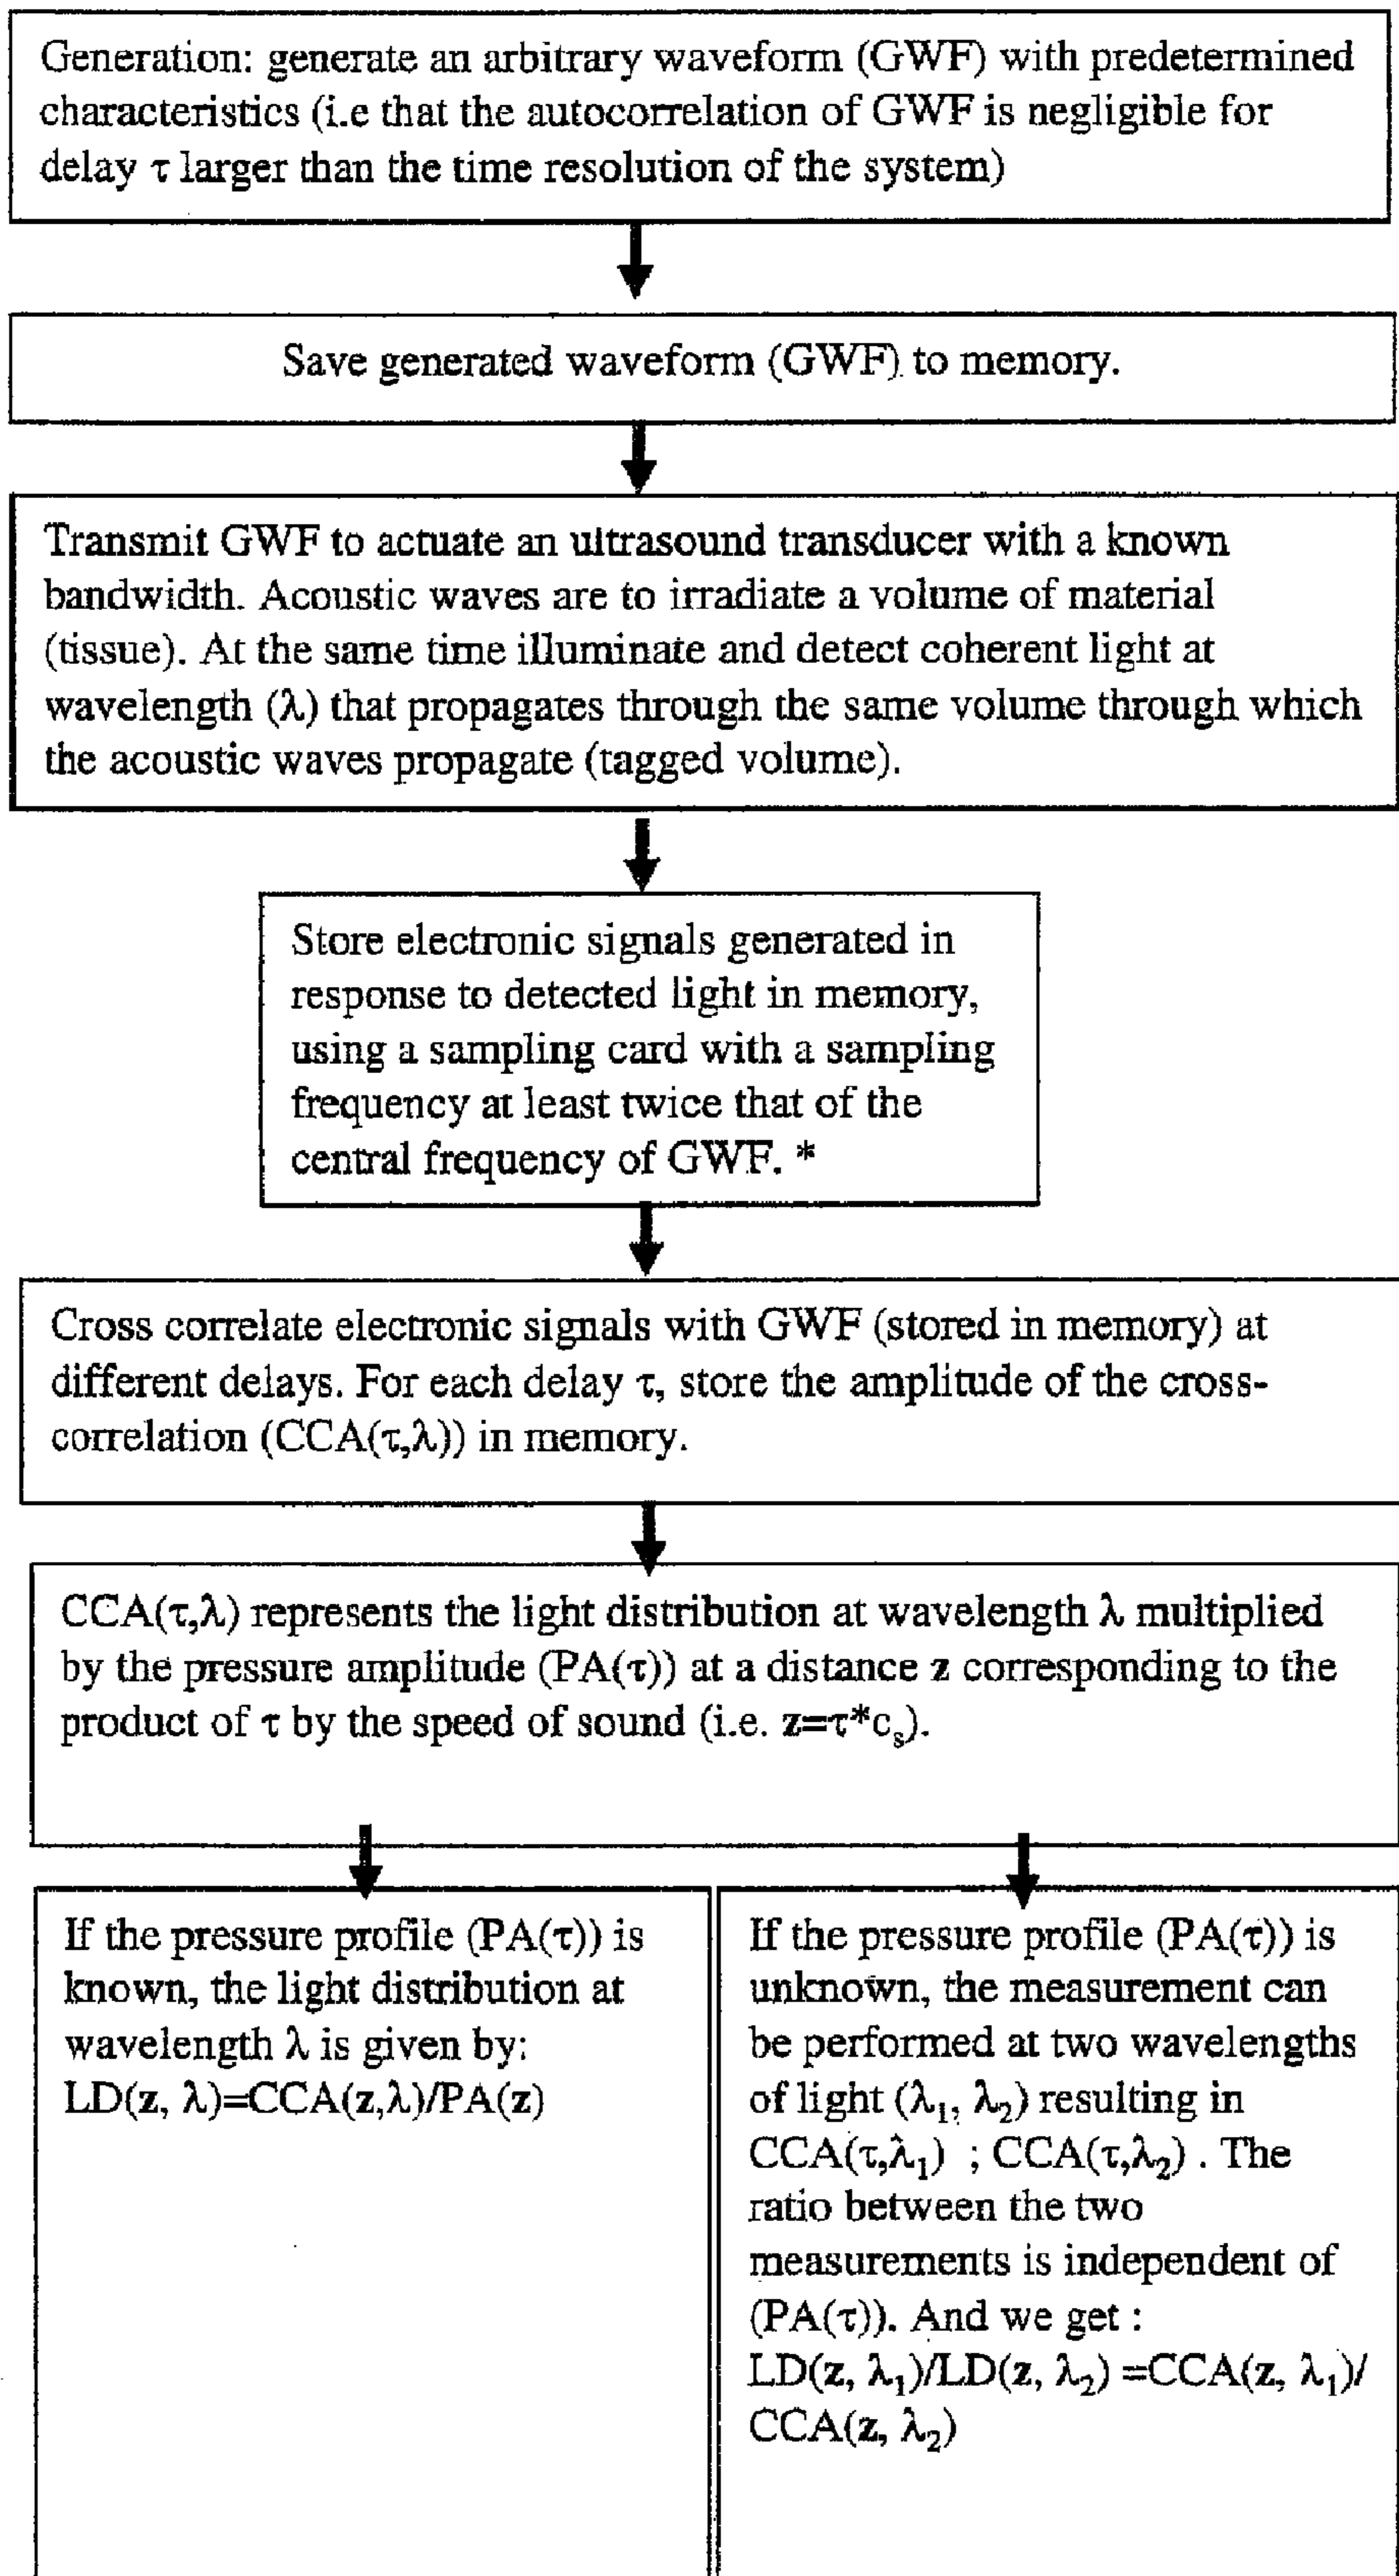 Generation: generate an arbitrary waveform (GWF) with predetermined
characteristics (i.e that the autocorrelation of GWF is negligible for
delay τ larger than the time resolution of the system)
Save generated waveform (GWF) to memory.
Transmit GWF to actuate an ultrasound transducer with a known
bandwidth. Acoustic waves are to irradiate a volume of material
(tissue). At the same time illuminate and detect coherent light at
wavelength (λ) that propagates through the same volume through which
the acoustic waves propagate (tagged volume).
Store electronic signals generated in
response to detected light in memory,
using a sampling card with a sampling
frequency at least twice that of the
central frequency of GWF. *
Cross correlate electronic signals with GWF (stored in memory) at
different delays. For each delay τ, store the amplitude of the cross-
correlation (CCA(τ,λ)) in memory.
CCA(τ,λ) represents the light distribution at wavelength λ multiplied
by the pressure amplitude (PA(τ)) at a distance z corresponding to the
product of τ by the speed of sound (i.e. z=τ*cₛ).
If the pressure profile (PA(τ)) is
known, the light distribution at
wavelength λ is given by:
LD(z, λ)=CCA(z,λ)/PA(z)
If the pressure profile (PA(τ)) is
unknown, the measurement can
be performed at two wavelengths
of light (λ₁, λ₂) resulting in
CCA(τ,λ₁) ; CCA(τ,λ₂) . The
ratio between the two
measurements is independent of
(PA(τ)). And we get :
LD(z, λ₁)/LD(z, λ₂) =CCA(z, λ₁)/
CCA(z, λ₂)